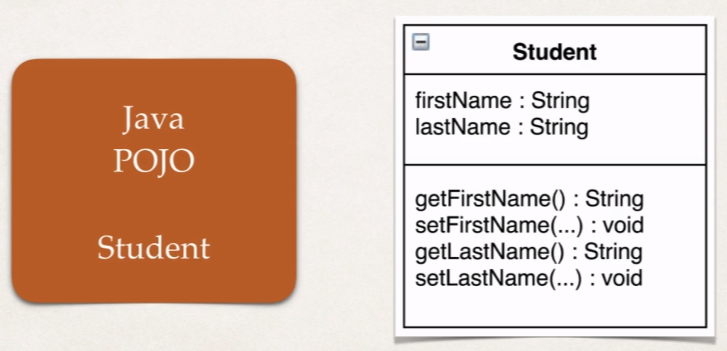 Java
POJO
Student
Student
firstName : String
lastName : String
getFirstName() : String
setFirstName(...) : void
getLastName() : String
setLastName(...) : void